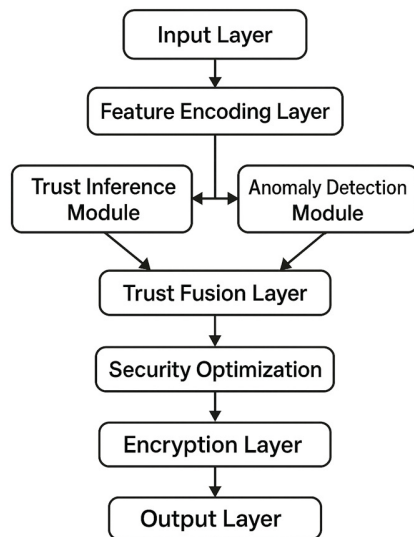 Input Layer
Feature Encoding Layer
Trust Inference
Module
Anomaly Detection
Module
Trust Fusion Layer
Security Optimization
Encryption Layer
Output Layer